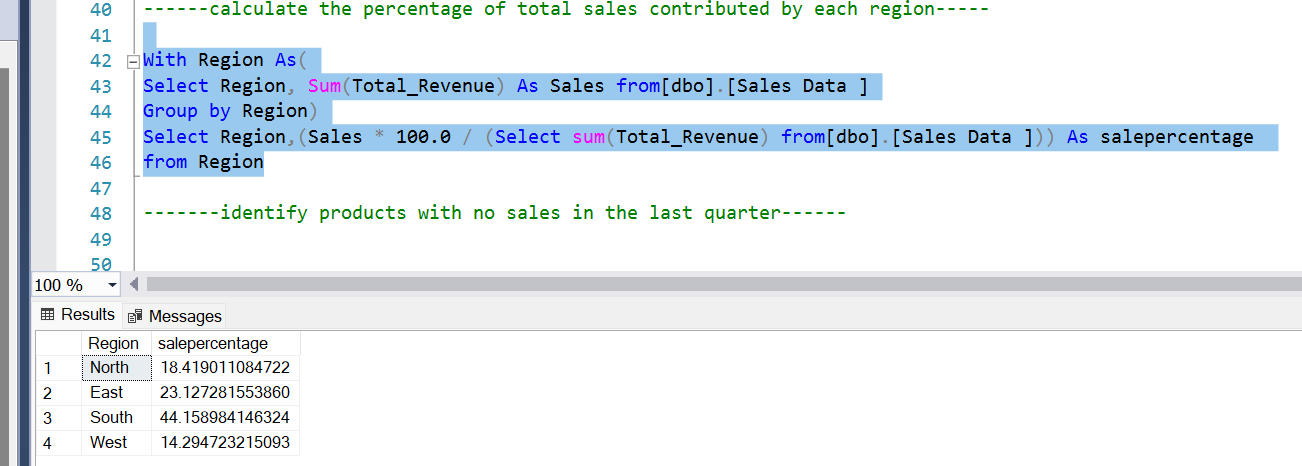 40 ------calculate the percentage of total sales contributed by each region-----
41
42 With Region As(
43 Select Region, Sum(Total_Revenue) As Sales from[dbo].[Sales Data ]
44 Group by Region)
45 Select Region,(Sales * 100.0 / (Select sum(Total_Revenue) from[dbo].[Sales Data ])) As salepercentage
46 from Region
47
48 -------identify products with no sales in the last quarter------
49
50
100 %
Results Messages
Region salepercentage
1 North 18.419011084722
2 East 23.127281553860
3 South 44.158984146324
4 West 14.294723215093